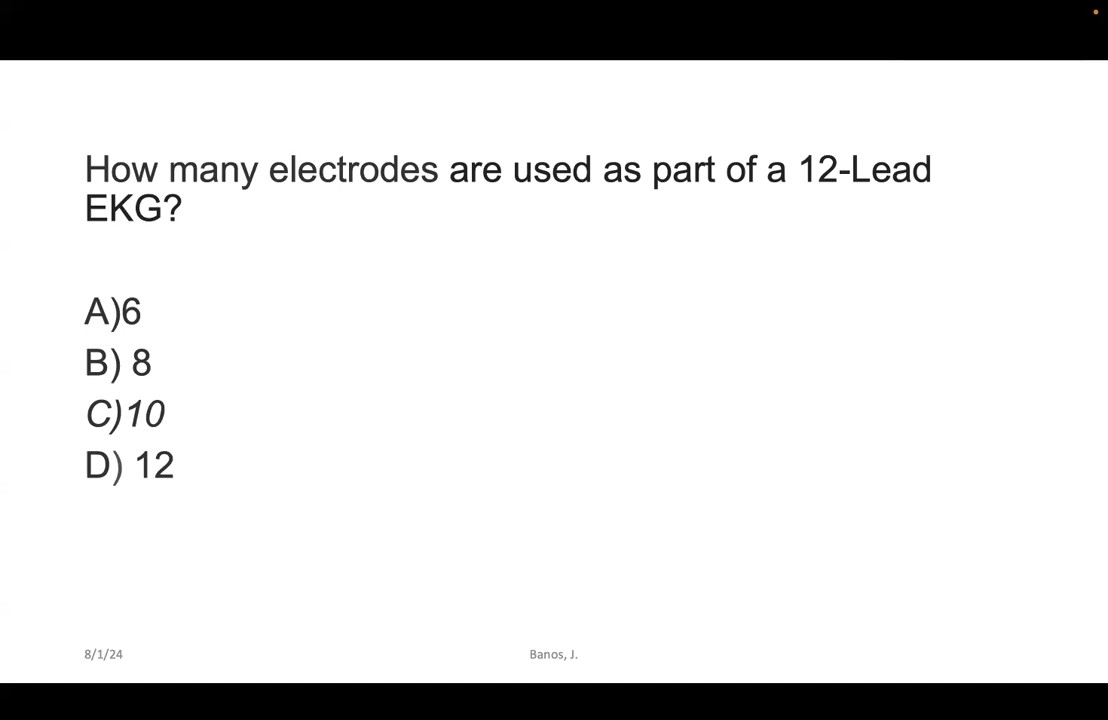 How many electrodes are used as part of a 12-Lead
EKG?
A)6
B) 8
C)10
D) 12
8/1/24
Banos, J.